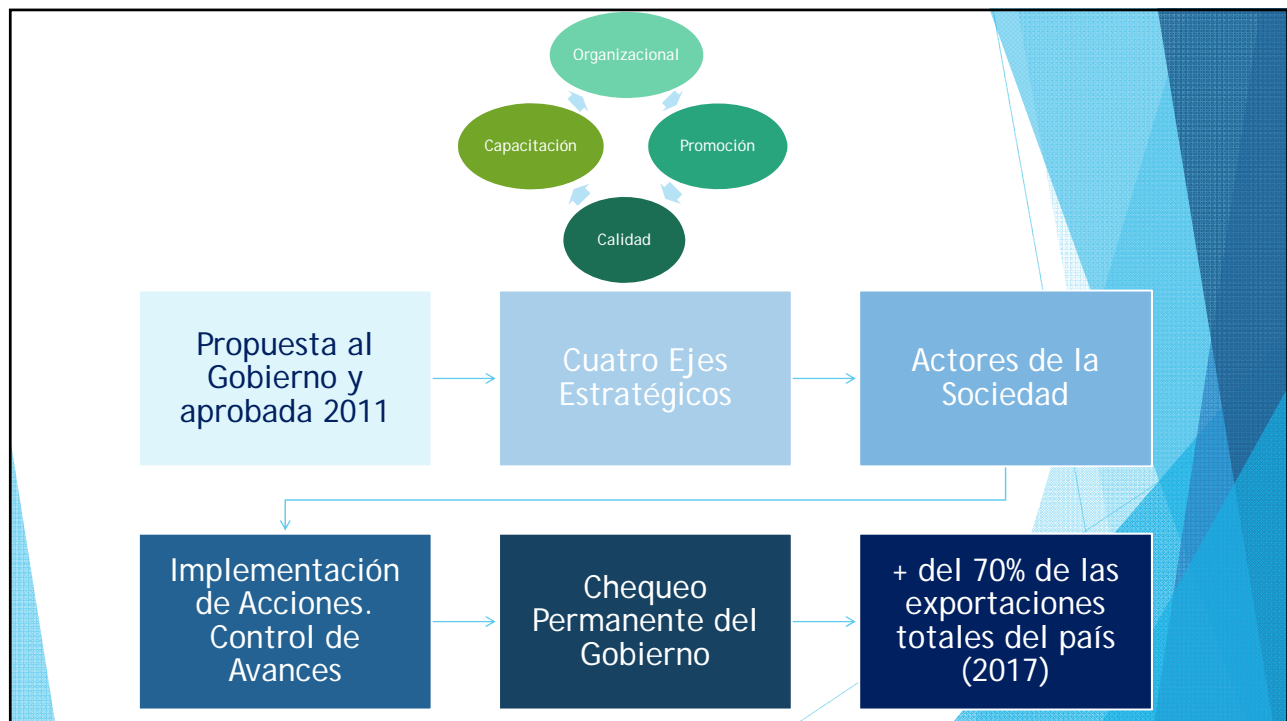 Organizacional
Capacitación
Promoción
Calidad
Propuesta al
Gobierno y
aprobada 2011
Cuatro Ejes
Estratégicos
Actores de la
Sociedad
Implementación
de Acciones.
Control de
Avances
Chequeo
Permanente del
Gobierno
+ del 70% de las
exportaciones
totales del país
(2017)